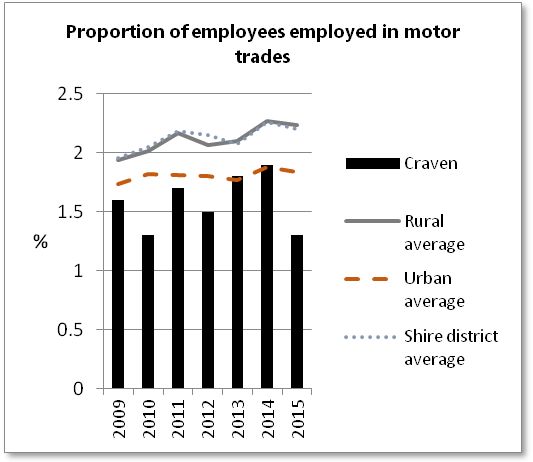 Proportion of employees employed in motor
trades
2.5
2
1.5
1
0.5
0
%
2009
2010
2011
2012
2013
2014
2015
Craven
Rural
average
Urban
average
Shire district
average